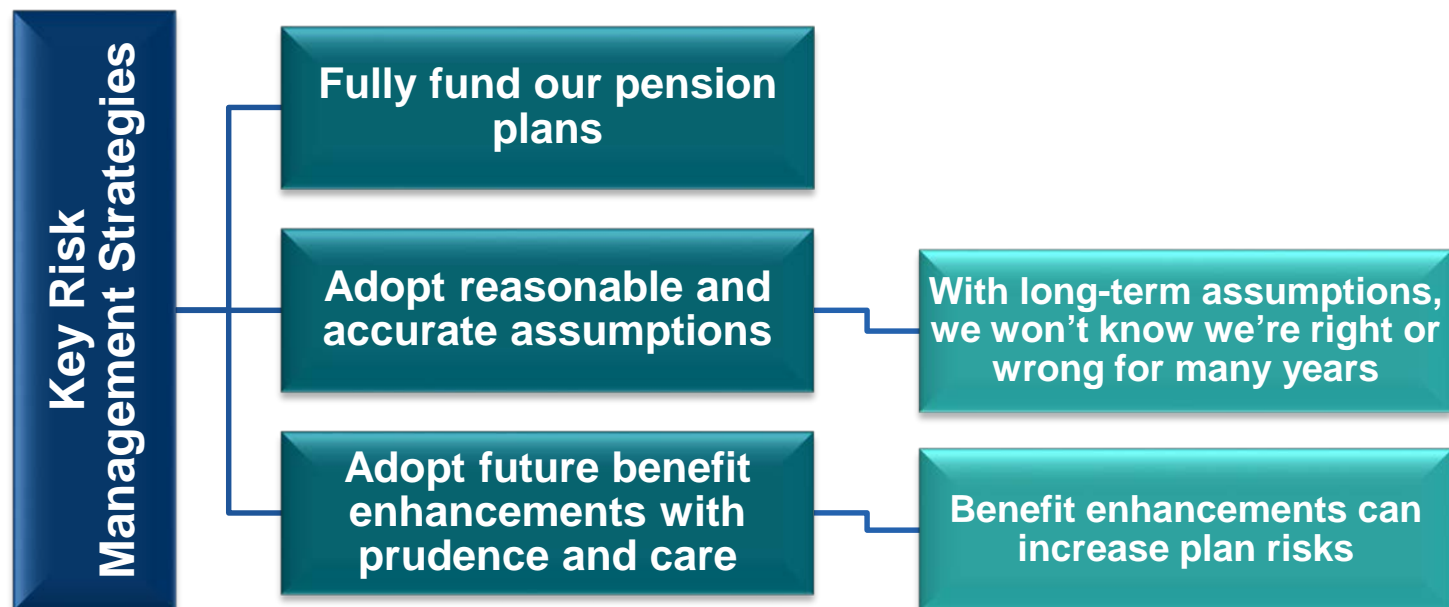 Key Risk
Management Strategies
Fully fund our pension
plans
Adopt reasonable and
accurate assumptions
With long-term assumptions,
we won’t know we’re right or
wrong for many years
Adopt future benefit
enhancements with
prudence and care
Benefit enhancements can
increase plan risks